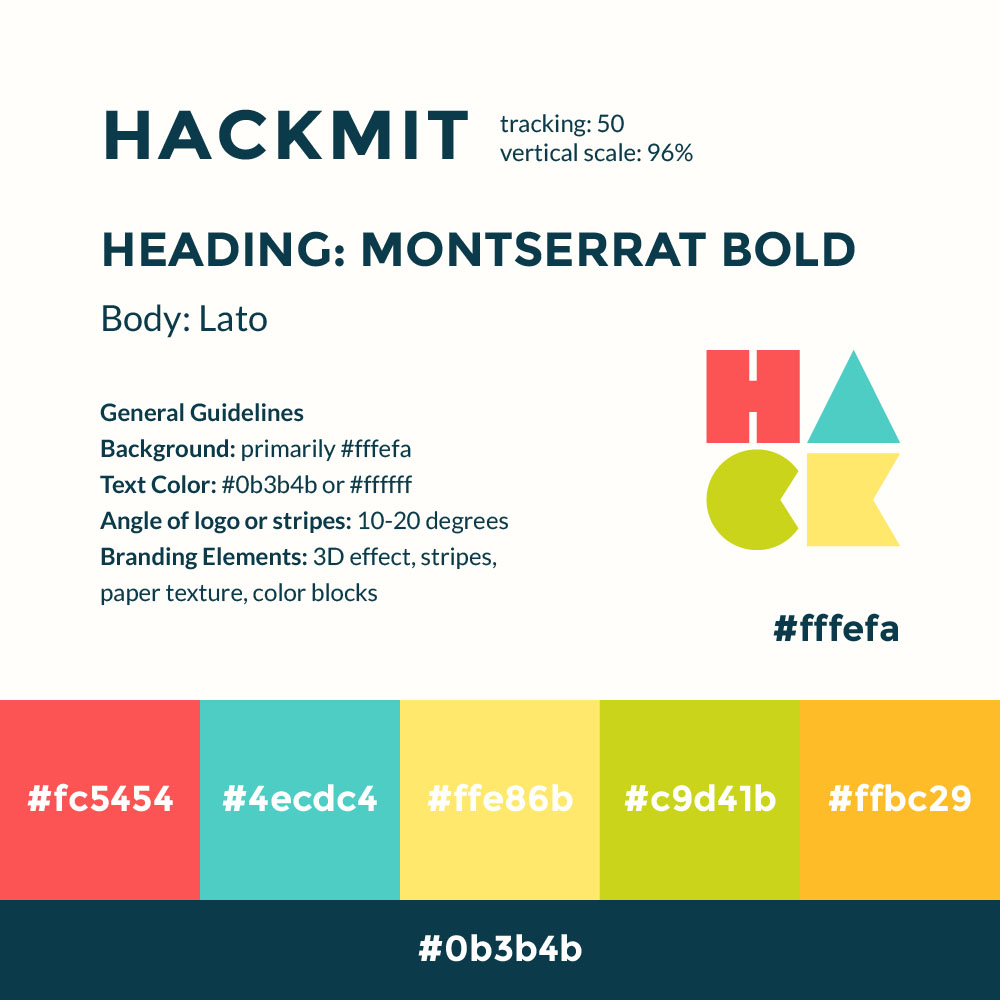 HACKMIT
tracking: 50
vertical scale: 96%
HEADING: MONTSERRAT BOLD
Body: Lato
General Guidelines
Background: primarily #fffefa
Text Color: #0b3b4b or #ffffff
Angle of logo or stripes: 10-20 degrees
Branding Elements: 3D effect, stripes,
paper texture, color blocks
HA
CK
#fffefa
#fc5454
#4ecdc4
#ffe86b
#c9d41b
#ffbc29
#0b3b4b